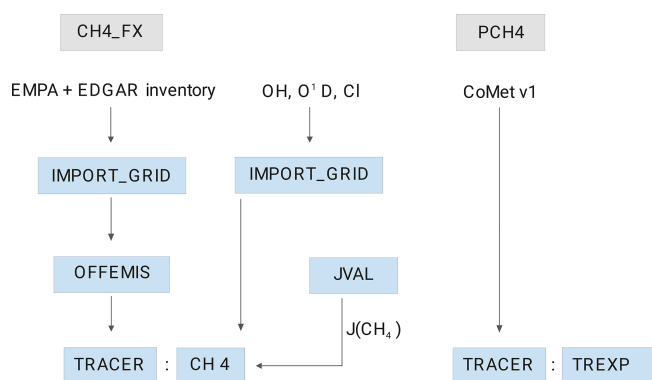 CH4_FX
PCH4
EMPA + EDGAR inventory
OH, O¹ D, Cl
CoMet v1
IMPORT_GRID
IMPORT_GRID
OFFEMIS
JVAL
J(CH₄)
TRACER : CH 4
TRACER : TREXP